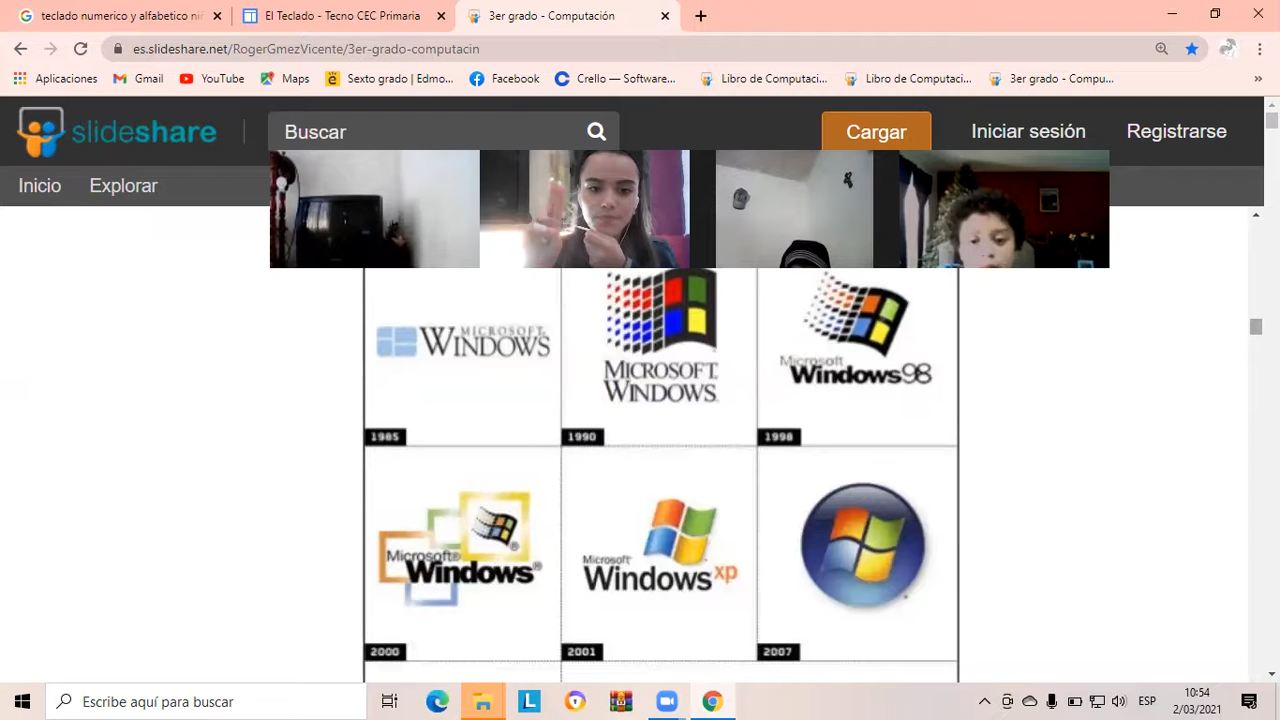 teclado numerico y alfabetico nii
El Teclado - Tecno CEC Primaria
3er grado - Computación
es.slideshare.net/RogerGmezVicente/3er-grado-computacin
Aplicaciones
Gmail
YouTube
Maps
Sexto grado | Edmo...
Facebook
Crello — Software...
Libro de Computaci...
Libro de Computaci...
3er grado - Compu...
»
slideshare
Buscar
Cargar
Iniciar sesión
Registrarse
Inicio
Explorar
MICROSOFT
WINDOWS
1985
MICROSOFT
WINDOWS
1990
Microsoft
Windows98
1998
Microsoft®
Windows®
2000
Microsoft
Windows xp
2001
2007
Escribe aquí para buscar
ESP
10:54
2/03/2021